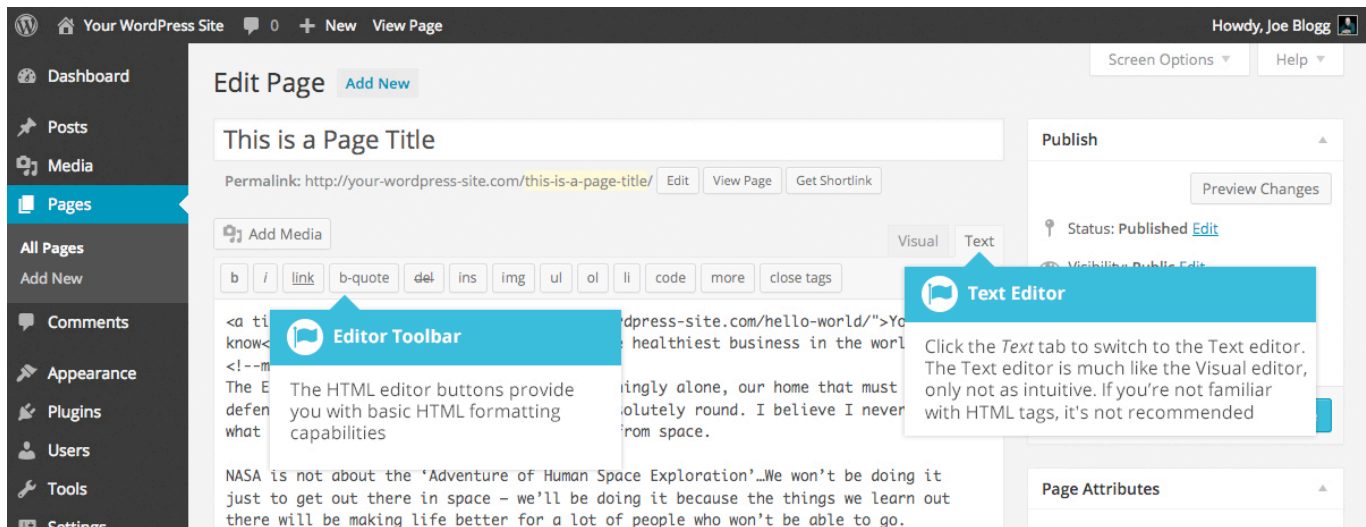 Your WordPress Site 0 + New View Page Howdy, Joe Blogg
Screen Options Help
Dashboard
Posts
Media
Pages
All Pages
Add New
Comments
Appearance
Plugins
Users
Tools
Settings
Edit Page Add New
This is a Page Title
Permalink: http://your-wordpress-site.com/this-is-a-page-title/ Edit View Page Get Shortlink
Add Media
Visual Text
b i link b-quote del ins img ul ol li code more close tags
<a ti dpress-site.com/hello-world/">Yo
know< healthiest business in the worl
<!--m
The E ingly alone, our home that must
defen solutely round. I believe I never
what from space.
NASA is not about the ‘Adventure of Human Space Exploration’…We won’t be doing it
just to get out there in space – we’ll be doing it because the things we learn out
there will be making life better for a lot of people who won’t be able to go.
Editor Toolbar
The HTML editor buttons provide
you with basic HTML formatting
capabilities
Text Editor
Click the Text tab to switch to the Text editor.
The Text editor is much like the Visual editor,
only not as intuitive. If you’re not familiar
with HTML tags, it's not recommended
Publish
Preview Changes
Status: Published Edit
Visibility: Public Edit
Page Attributes